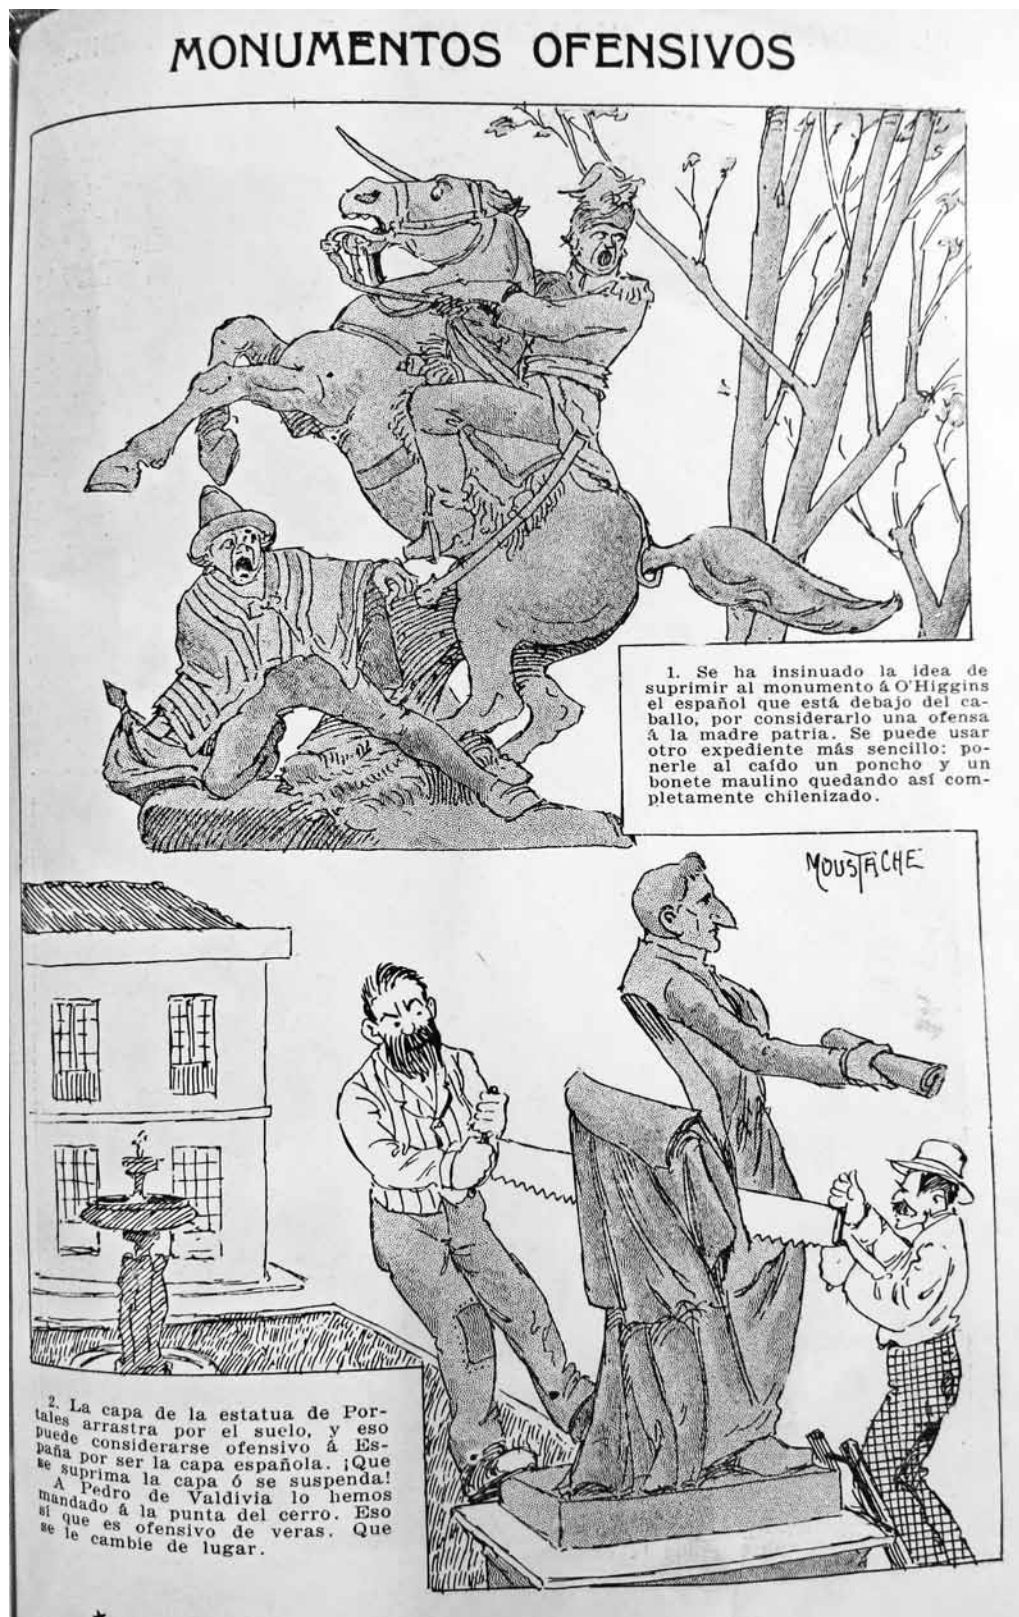 MONUMENTOS OFENSIVOS
1. Se ha insinuado la idea de
suprimir al monumento á O'Higgins
el español que está debajo del ca-
ballo, por considerarlo una ofensa
á la madre patria. Se puede usar
otro expediente más sencillo: po-
nerle al caído un poncho y un
bonete maulino quedando así com-
pletamente chilenizado.
MOUSTACHE
2. La capa de la estatua de Por-
tales arrastra por el suelo, y eso
puede considerarse ofensivo á Es-
paña por ser la capa española. ¡Que
se suprima la capa ó se suspenda!
A Pedro de Valdivia lo hemos
mandado á la punta del cerro. Eso
sí que es ofensivo de veras. Que
se le cambie de lugar.